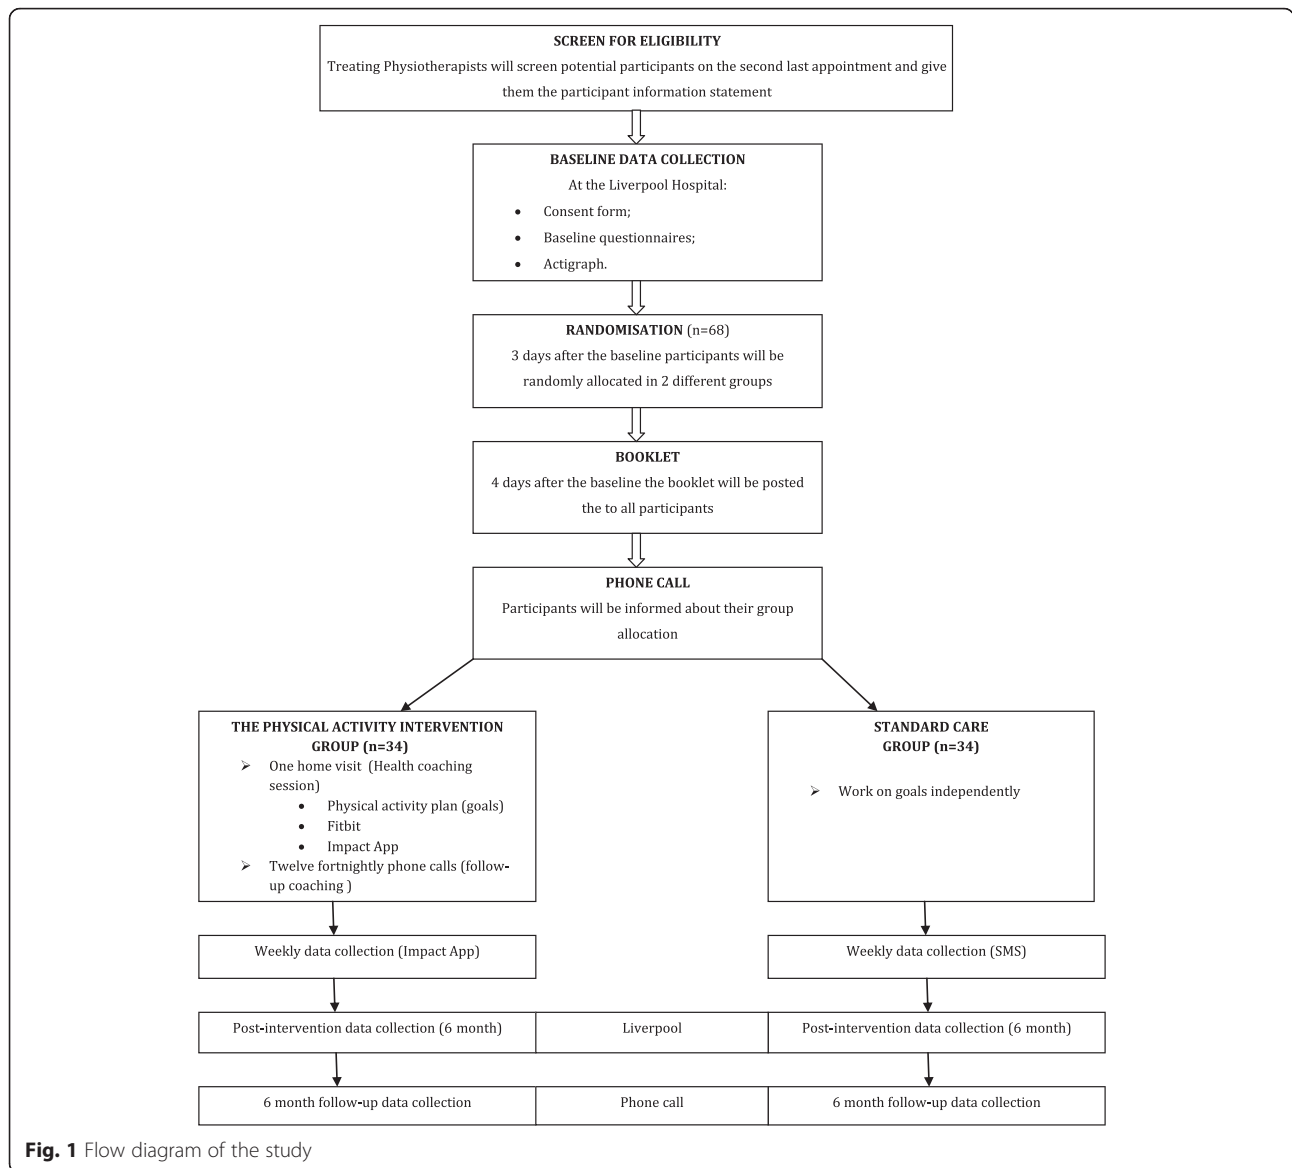 SCREEN FOR ELIGIBILITY
Treating Physiotherapists will screen potential participants on the second last appointment and give
them the participant information statement
BASELINE DATA COLLECTION
At the Liverpool Hospital:
• Consent form;
• Baseline questionnaires;
• Actigraph.
RANDOMISATION (n=68)
3 days after the baseline participants will be
randomly allocated in 2 different groups
BOOKLET
4 days after the baseline the booklet will be posted
the to all participants
PHONE CALL
Participants will be informed about their group
allocation
THE PHYSICAL ACTIVITY INTERVENTION
GROUP (n=34)
➢ One home visit (Health coaching
session)
• Physical activity plan (goals)
• Fitbit
• Impact App
➢ Twelve fortnightly phone calls (follow-
up coaching )
STANDARD CARE
GROUP (n=34)
➢ Work on goals independently
Weekly data collection (Impact App)
Weekly data collection (SMS)
Post-intervention data collection (6 month)
Liverpool
Post-intervention data collection (6 month)
6 month follow-up data collection
Phone call
6 month follow-up data collection
Fig. 1 Flow diagram of the study